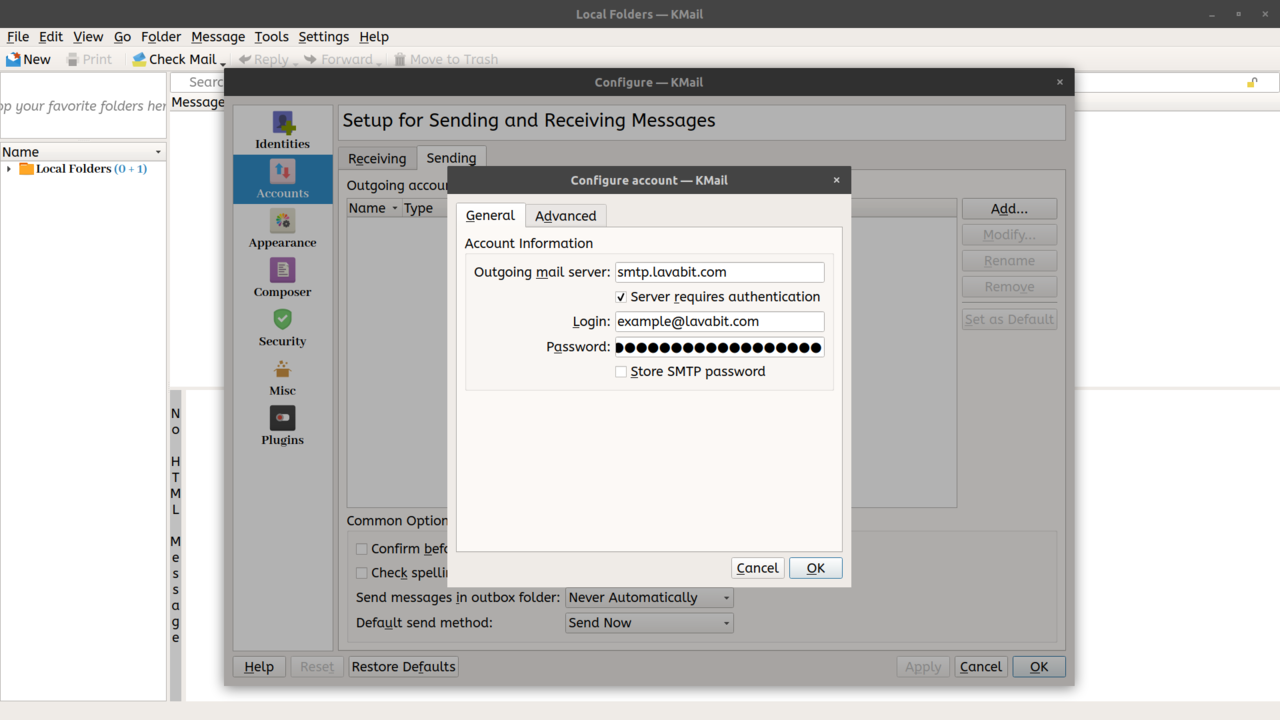 Local Folders — KMail
File Edit View Go Folder Message Tools Settings Help
New Print Check Mail Reply Forward Move to Trash
Searc
op your favorite folders her
Message
Name
Local Folders (0 + 1)
No HTML Message
Configure — KMail
Identities
Accounts
Appearance
Composer
Security
Misc
Plugins
Setup for Sending and Receiving Messages
Receiving Sending
Outgoing accou
Name Type
Add...
Modify...
Rename
Remove
Set as Default
Common Option
Confirm befo
Check spellin
Send messages in outbox folder: Never Automatically
Default send method: Send Now
Help Reset Restore Defaults Apply Cancel OK
Configure account — KMail
General Advanced
Account Information
Outgoing mail server: smtp.lavabit.com
Server requires authentication
Login: example@lavabit.com
Password: ●●●●●●●●●●●●●●●●●●●
Store SMTP password
Cancel OK